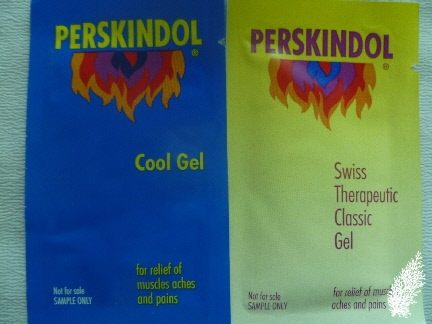 PERSKINDOL
®
Cool Gel
for relief of
muscles aches
and pains
Not for sale
SAMPLE ONLY
PERSKINDOL
®
Swiss
Therapeutic
Classic
Gel
for relief of muscles
aches and pains
Not for sale
SAMPLE ONLY